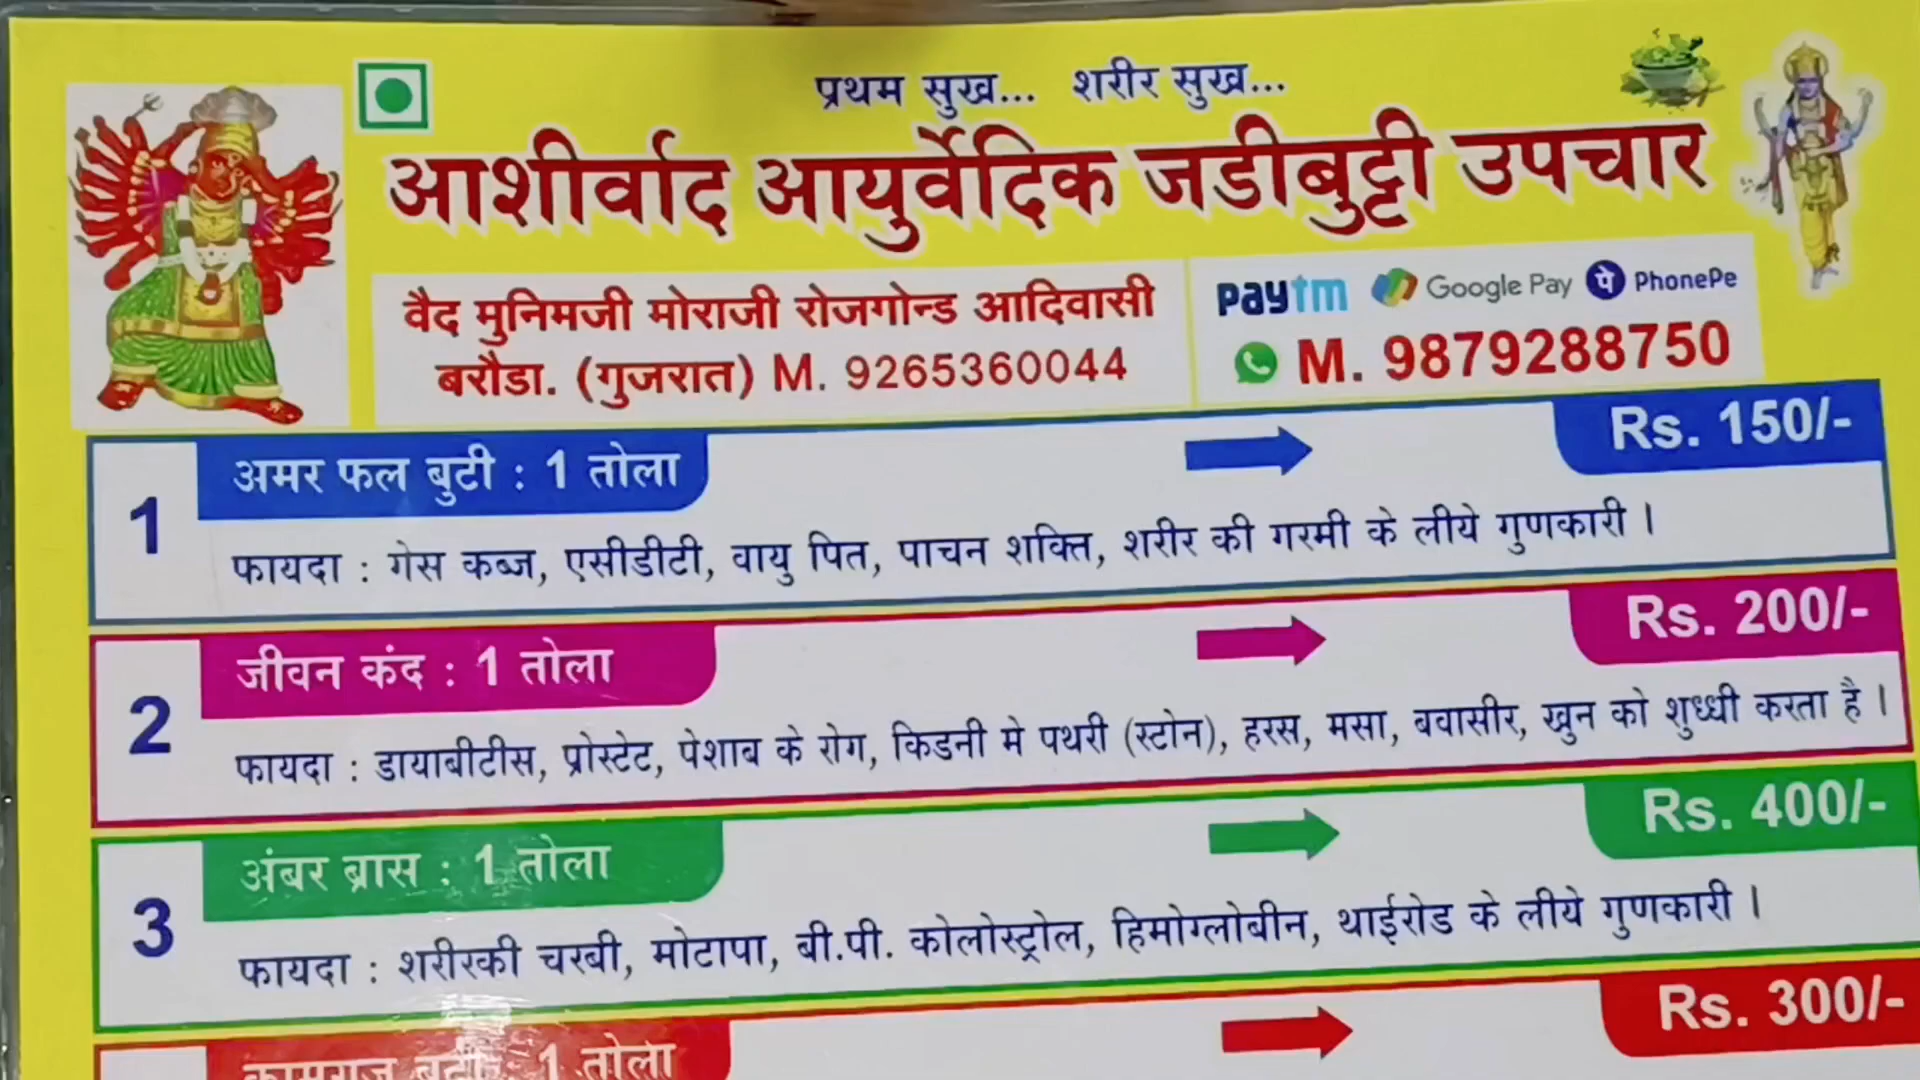 प्रथम सुख... शरीर सुख...
आशीर्वाद आयुर्वेदिक जडीबुट्टी उपचार
वैद मुनिमजी मोराजी रोजगोन्ड आदिवासी
बरौडा. (गुजरात) M. 9265360044
paytm Google Pay पे PhonePe
M. 9879288750
1 अमर फल बुटी : 1 तोला Rs. 150/-
फायदा : गेस कब्ज, एसीडीटी, वायु पित, पाचन शक्ति, शरीर की गरमी के लीये गुणकारी ।
2 जीवन कंद : 1 तोला Rs. 200/-
फायदा : डायाबीटीस, प्रोस्टेट, पेशाब के रोग, किडनी मे पथरी (स्टोन), हरस, मसा, बवासीर, खुन को शुध्धी करता है ।
3 अंबर ब्रास : 1 तोला Rs. 400/-
फायदा : शरीरकी चरबी, मोटापा, बी.पी. कोलोस्ट्रोल, हिमोग्लोबीन, थाईरोड के लीये गुणकारी ।
बुटी : 1 तोला Rs. 300/-